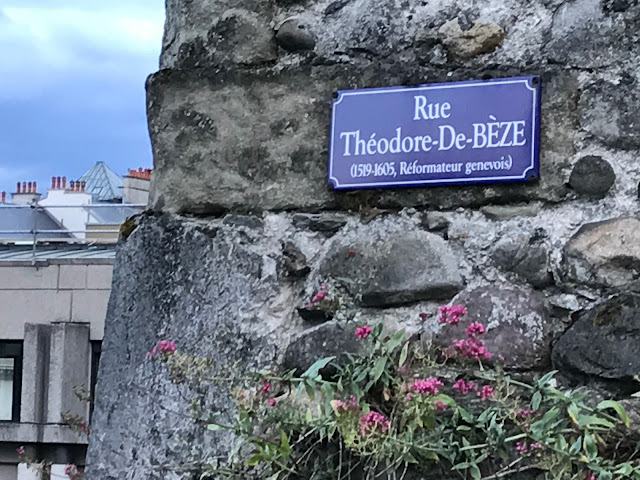 Rue
Théodore-De-BÈZE
(1519-1605, Réformateur genevois)